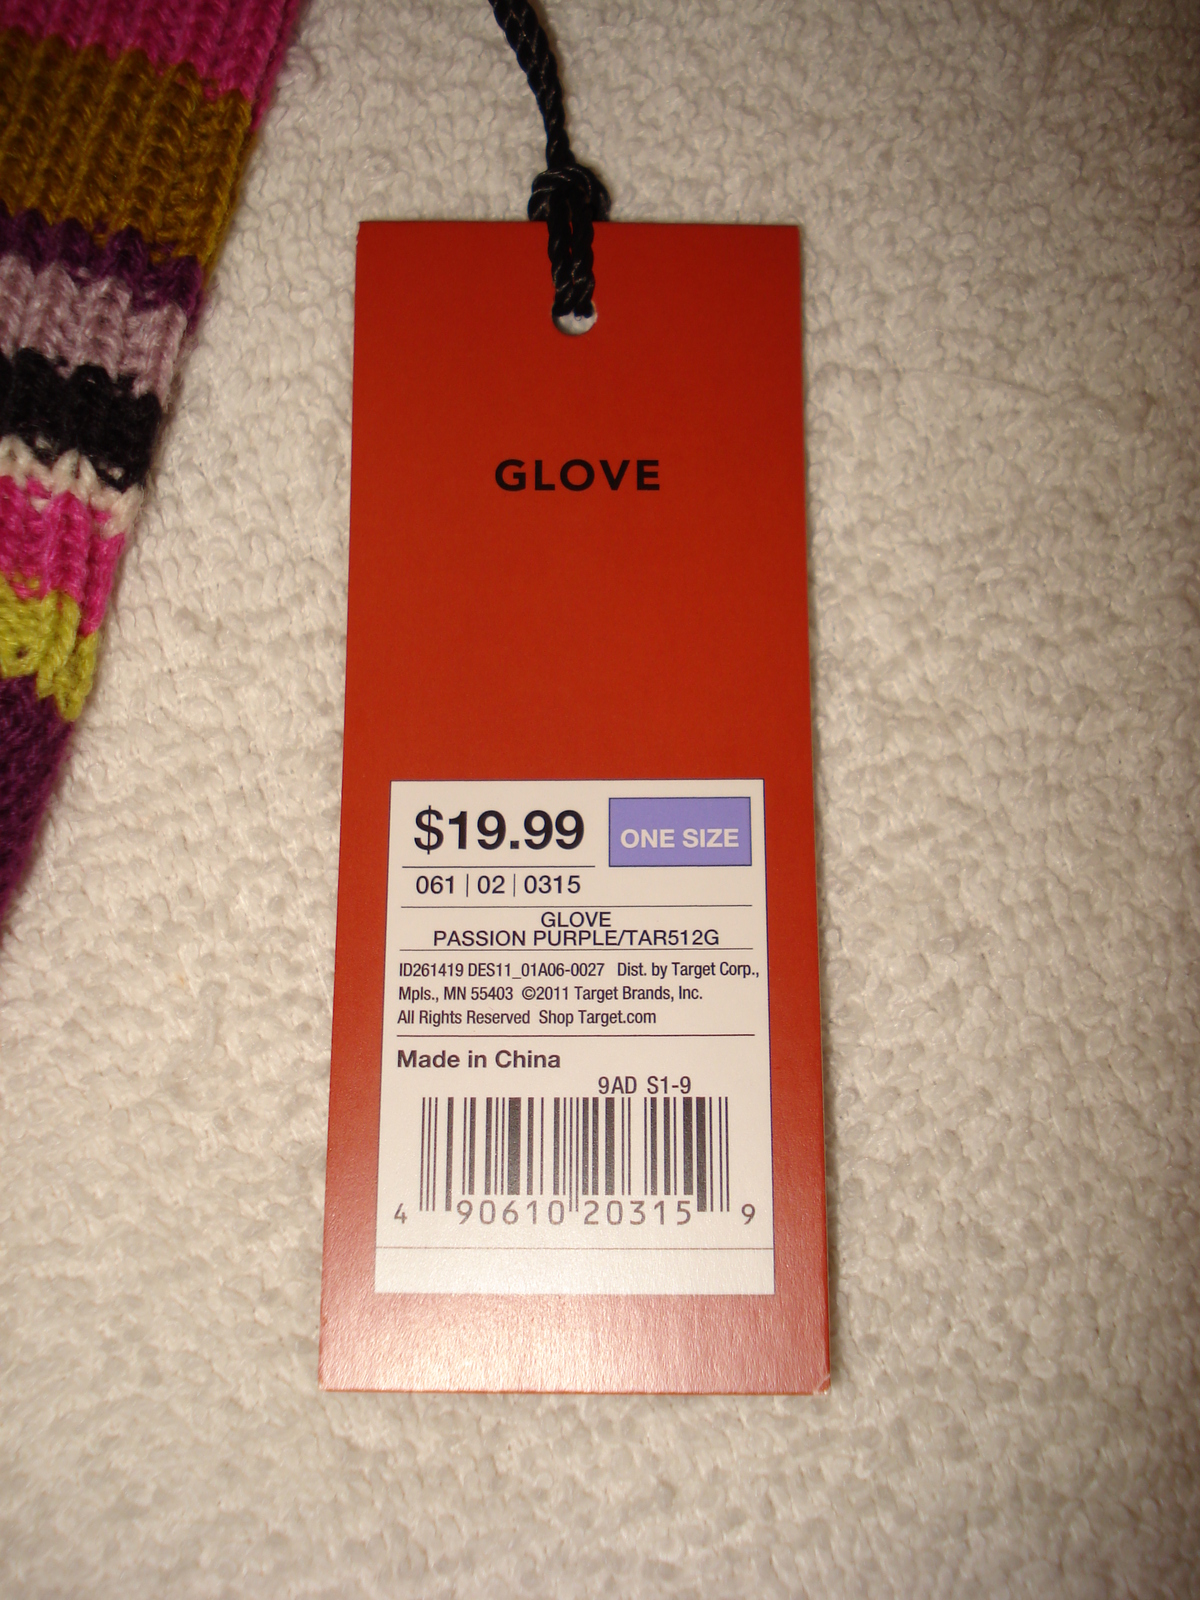 GLOVE
$19.99 ONE SIZE
061 | 02 | 0315
GLOVE
PASSION PURPLE/TAR512G
ID261419 DES11_01A06-0027 Dist. by Target Corp.,
Mpls., MN 55403 ©2011 Target Brands, Inc.
All Rights Reserved Shop Target.com
Made in China
9AD S1-9
4 90610 20315 9